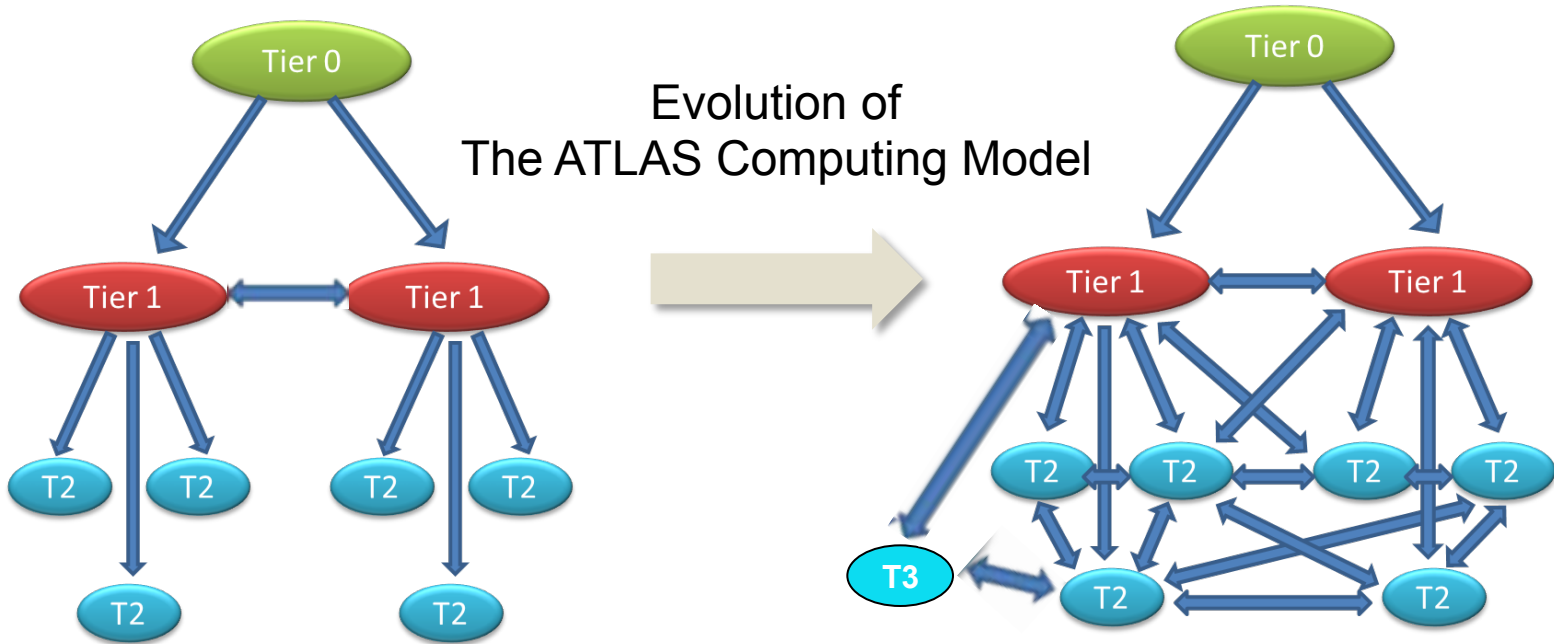 Tier 0
Evolution of
The ATLAS Computing Model
Tier 1
Tier 1
T2
T2
T2
T2
T2
T2
Tier 0
Tier 1
Tier 1
T2
T2
T2
T2
T3
T2
T2